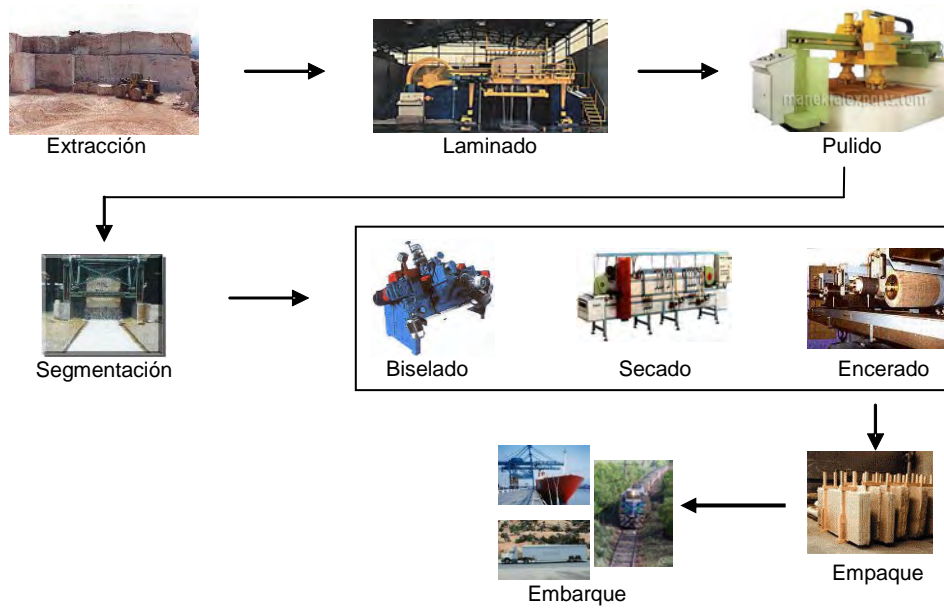 Extracción
Laminado
Pulido
Segmentación
Biselado
Secado
Encerado
Empaque
Embarque